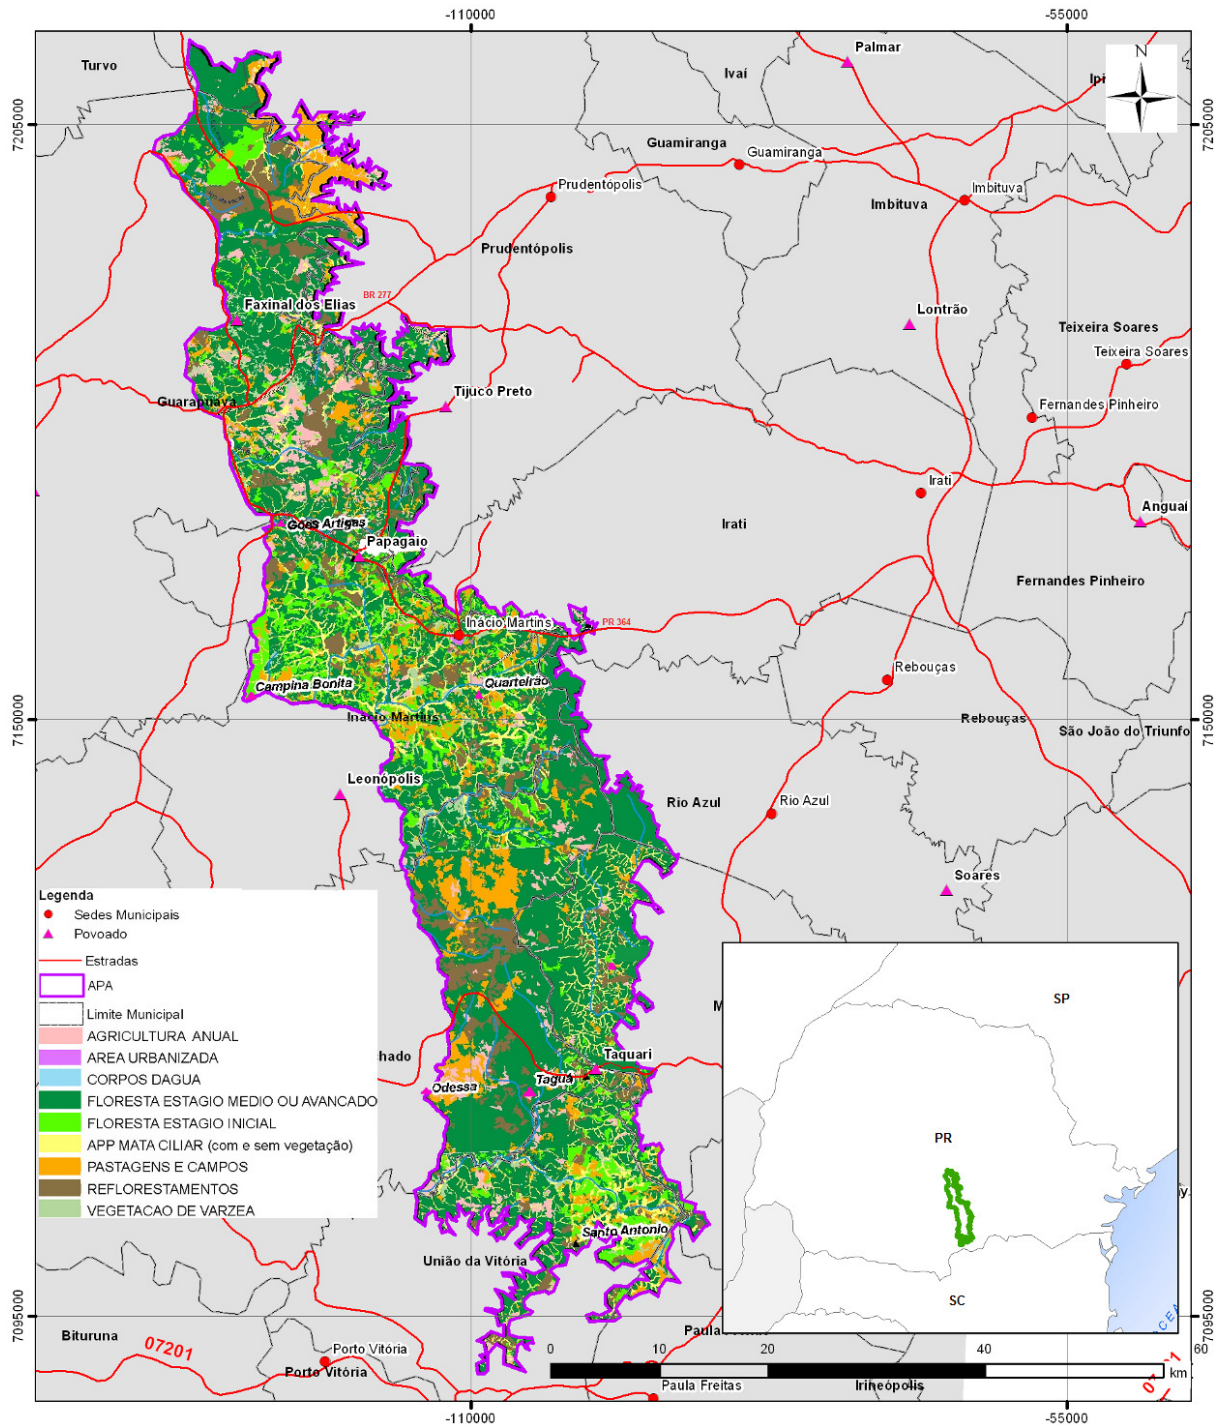 -110000
-55000
Turvo
Palmar
Ivaí
Ipi
N
7205000
7205000
Guamiranga
Guamiranga
Prudentópolis
Imbituva
Imbituva
Prudentópolis
BR 277
Faxinal dos Elias
Lontrão
Teixeira Soares
Teixeira Soares
Guarapuava
Tijuco Preto
Fernandes Pinheiro
Irati
Anguaí
Goes Artigas
Irati
Papagaio
Fernandes Pinheiro
Inácio Martins
PR 364
Rebouças
Campina Bonita
Quarteirão
7150000
Inácio Martins
Rebouças
7150000
São João do Triunfo
Leonópolis
Rio Azul
Rio Azul
Soares
Legenda
Sedes Municipais
Povoado
Estradas
APA
Limite Municipal
AGRICULTURA ANUAL
AREA URBANIZADA
CORPOS DAGUA
FLORESTA ESTAGIO MEDIO OU AVANCADO
FLORESTA ESTAGIO INICIAL
APP MATA CILIAR (com e sem vegetação)
PASTAGENS E CAMPOS
REFLORESTAMENTOS
VEGETACAO DE VARZEA
M
SP
chado
Taquari
Odessa
Taguá
PR
Santo Antonio
União da Vitória
SC
7095000
7095000
Bituruna
07201
Porto Vitória
Porto Vitória
Paula
0 10 20 40 60
km
Paula Freitas
Irineópolis
-110000
-55000